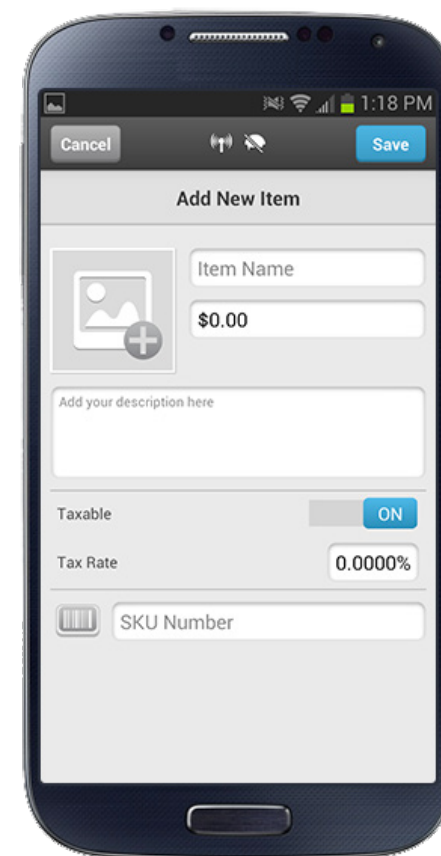 1:18 PM
Cancel
Save
Add New Item
Item Name
$0.00
Add your description here
Taxable
ON
Tax Rate
0.0000%
SKU Number